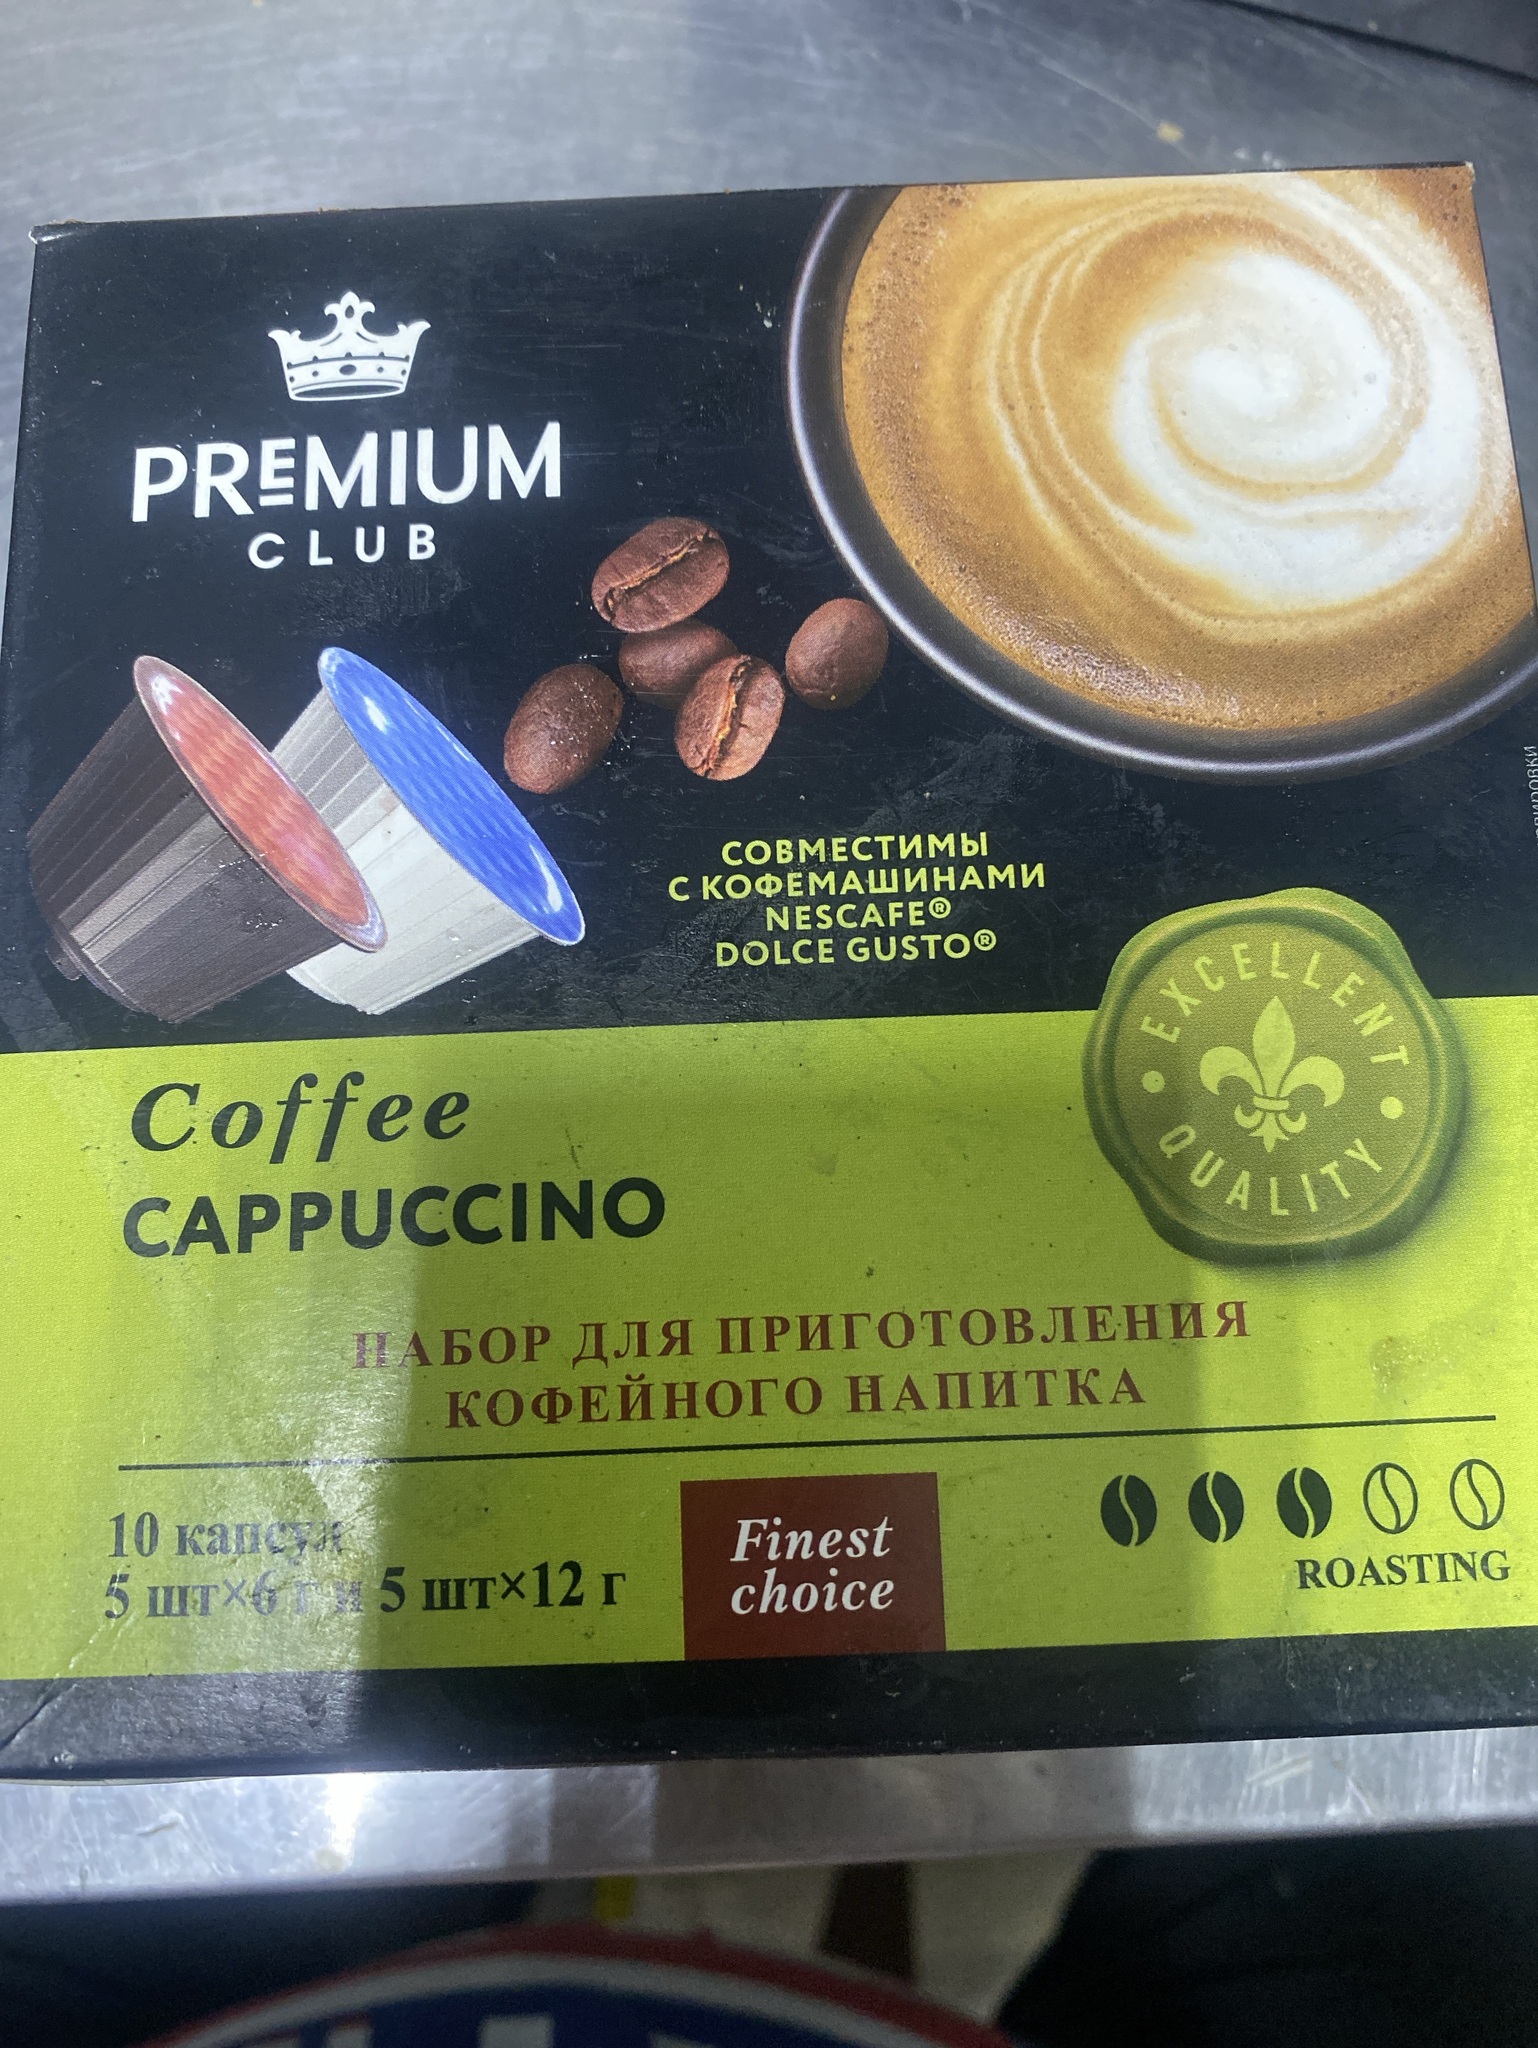 PREMIUM
CLUB
СОВМЕСТИМЫ
С КОФЕМАШИНАМИ
NESCAFE®
DOLCE GUSTO®
EXCELLENT
QUALITY
Coffee
CAPPUCCINO
НАБОР ДЛЯ ПРИГОТОВЛЕНИЯ
КОФЕЙНОГО НАПИТКА
10 капсул
5 шт×6 г и 5 шт×12 г
Finest
choice
ROASTING